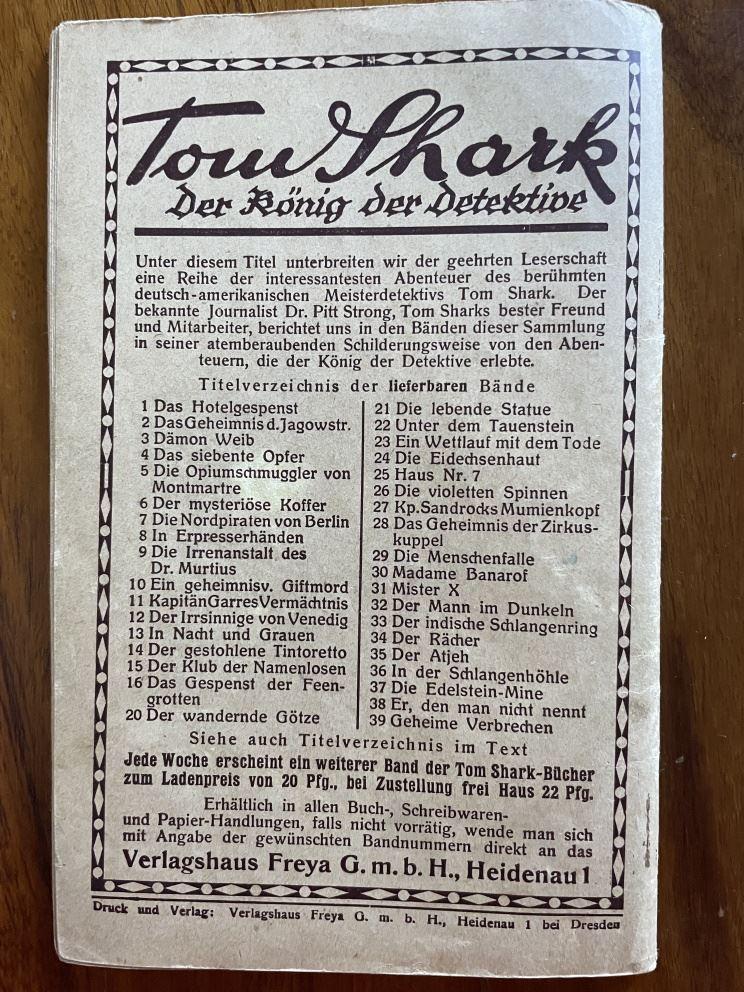 Tom Shark
Der König der Detektive
Unter diesem Titel unterbreiten wir der geehrten Leserschaft
eine Reihe der interessantesten Abenteuer des berühmten
deutsch-amerikanischen Meisterdetektivs Tom Shark. Der
bekannte Journalist Dr. Pitt Strong, Tom Sharks bester Freund
und Mitarbeiter, berichtet uns in den Bänden dieser Sammlung
in seiner atemberaubenden Schilderungsweise von den Aben-
teuern, die der König der Detektive erlebte.
Titelverzeichnis der lieferbaren Bände
1 Das Hotelgespenst
2 Das Geheimnis d. Jagowstr.
3 Dämon Weib
4 Das siebente Opfer
5 Die Opiumschmuggler von
Montmartre
6 Der mysteriöse Koffer
7 Die Nordpiraten von Berlin
8 In Erpresserhänden
9 Die Irrenanstalt des
Dr. Murtius
10 Ein geheimnisv. Giftmord
11 Kapitän Garres Vermächtnis
12 Der Irrsinnige von Venedig
13 In Nacht und Grauen
14 Der gestohlene Tintoretto
15 Der Klub der Namenlosen
16 Das Gespenst der Feen-
grotten
20 Der wandernde Götze
21 Die lebende Statue
22 Unter dem Tauenstein
23 Ein Wettlauf mit dem Tode
24 Die Eidechsenhaut
25 Haus Nr. 7
26 Die violetten Spinnen
27 Kp. Sandrocks Mumienkopf
28 Das Geheimnis der Zirkus-
kuppel
29 Die Menschenfalle
30 Madame Banarof
31 Mister X
32 Der Mann im Dunkeln
33 Der indische Schlangenring
34 Der Rächer
35 Der Atjeh
36 In der Schlangenhöhle
37 Die Edelstein-Mine
38 Er, den man nicht nennt
39 Geheime Verbrechen
Siehe auch Titelverzeichnis im Text
Jede Woche erscheint ein weiterer Band der Tom Shark-Bücher
zum Ladenpreis von 20 Pfg., bei Zustellung frei Haus 22 Pfg.
Erhältlich in allen Buch-, Schreibwaren-
und Papier-Handlungen, falls nicht vorrätig, wende man sich
mit Angabe der gewünschten Bandnummern direkt an das
Verlagshaus Freya G. m. b. H., Heidenau 1
Druck und Verlag: Verlagshaus Freya G. m. b. H., Heidenau 1 bei Dresden